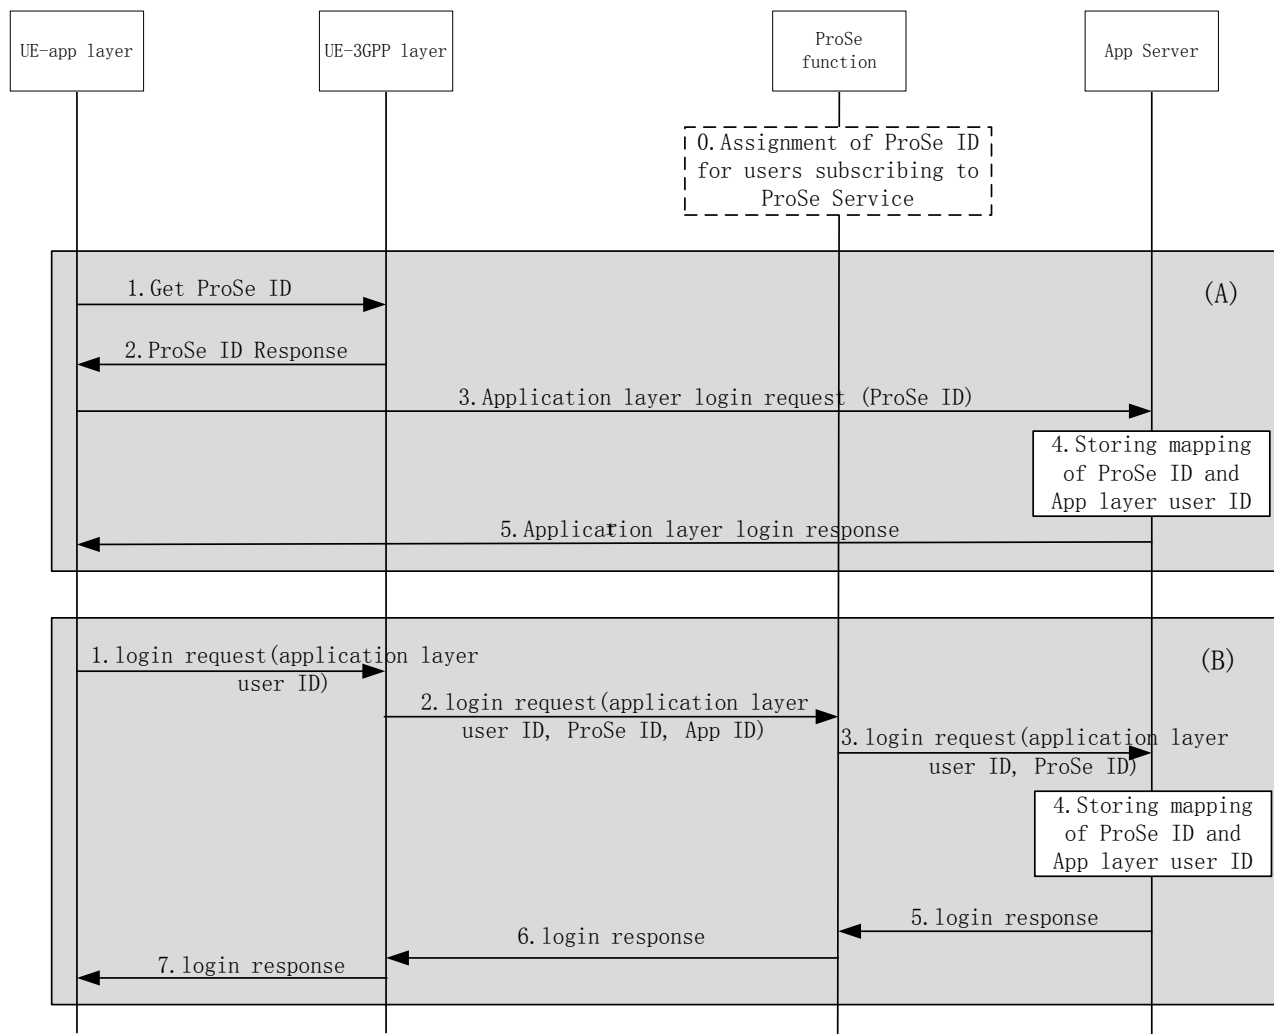 UE-app layer
UE-3GPP layer
ProSe
function
App Server
0.Assignment of ProSe ID
for users subscribing to
ProSe Service
(A)
1.Get ProSe ID
2.ProSe ID Response
3.Application layer login request (ProSe ID)
4.Storing mapping
of ProSe ID and
App layer user ID
5.Application layer login response
(B)
1.login request(application layer
user ID)
2.login request(application layer
user ID, ProSe ID, App ID)
3.login request(application layer
user ID, ProSe ID)
4.Storing mapping
of ProSe ID and
App layer user ID
5.login response
6.login response
7.login response